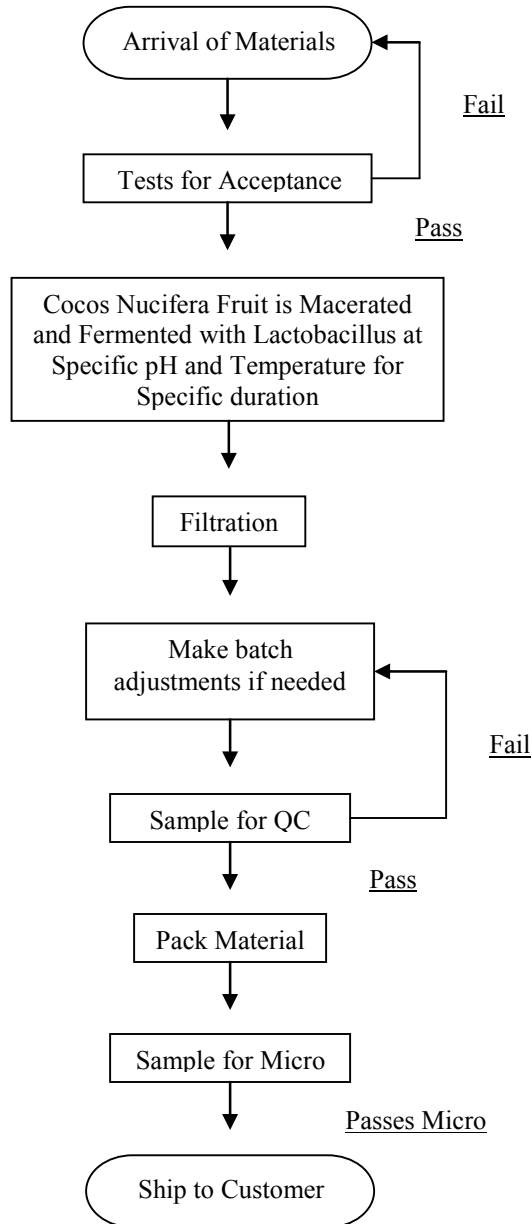 Arrival of Materials
Fail
Tests for Acceptance
Pass
Cocos Nucifera Fruit is Macerated
and Fermented with Lactobacillus at
Specific pH and Temperature for
Specific duration
Filtration
Make batch
adjustments if needed
Fail
Sample for QC
Pass
Pack Material
Sample for Micro
Passes Micro
Ship to Customer